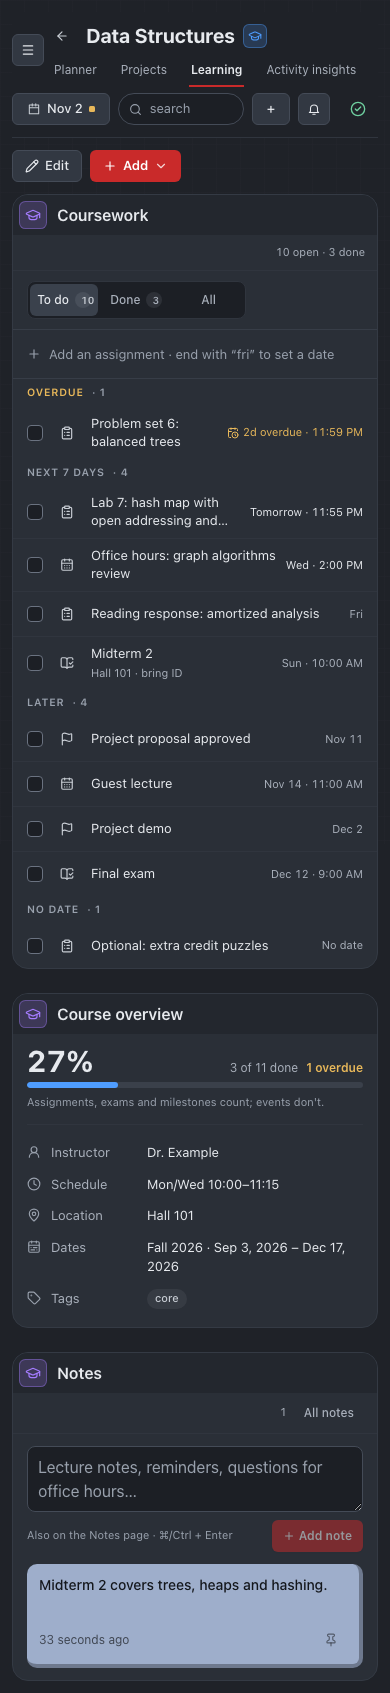 Data Structures
Planner
Projects
Learning
Activity insights
Nov 2
search
+
Edit
+ Add
Coursework
10 open · 3 done
To do 10
Done 3
All
+ Add an assignment · end with “fri” to set a date
OVERDUE · 1
Problem set 6:
balanced trees
2d overdue · 11:59 PM
NEXT 7 DAYS · 4
Lab 7: hash map with
open addressing and...
Tomorrow · 11:55 PM
Office hours: graph algorithms
review
Wed · 2:00 PM
Reading response: amortized analysis
Fri
Midterm 2
Hall 101 · bring ID
Sun · 10:00 AM
LATER · 4
Project proposal approved
Nov 11
Guest lecture
Nov 14 · 11:00 AM
Project demo
Dec 2
Final exam
Dec 12 · 9:00 AM
NO DATE · 1
Optional: extra credit puzzles
No date
Course overview
27%
3 of 11 done 1 overdue
Assignments, exams and milestones count; events don't.
Instructor
Dr. Example
Schedule
Mon/Wed 10:00–11:15
Location
Hall 101
Dates
Fall 2026 · Sep 3, 2026 – Dec 17,
2026
Tags
core
Notes
1
All notes
Lecture notes, reminders, questions for
office hours...
Also on the Notes page · ⌘/Ctrl + Enter
+ Add note
Midterm 2 covers trees, heaps and hashing.
33 seconds ago